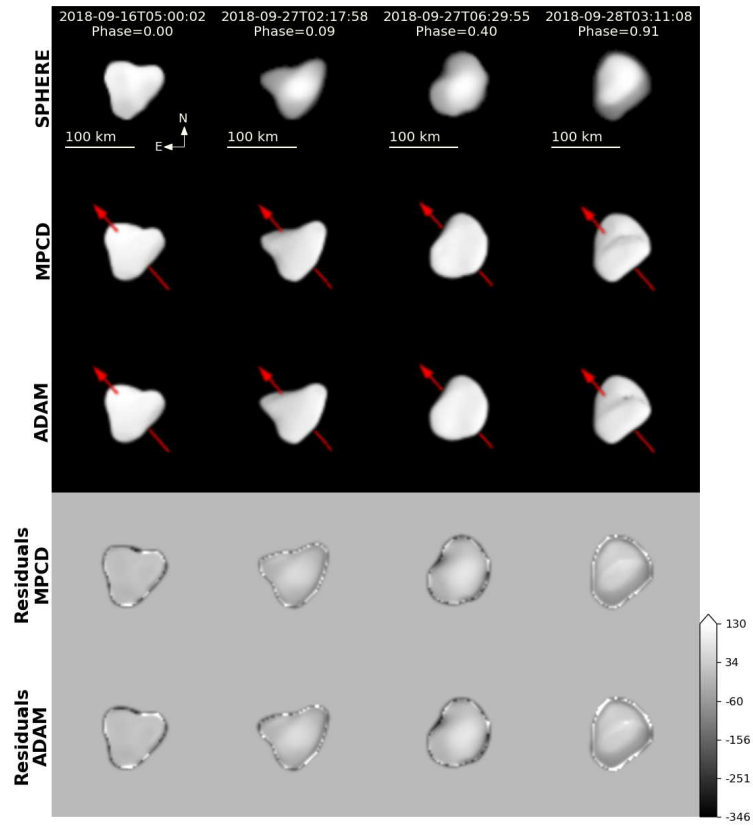 2018-09-16T05:00:02 2018-09-27T02:17:58 2018-09-27T06:29:55 2018-09-28T03:11:08
Phase=0.00 Phase=0.09 Phase=0.40 Phase=0.91
SPHERE
N
100 km 100 km 100 km 100 km
E
MPCD
ADAM
Residuals
MPCD
130
34
-60
Residuals
ADAM
-156
-251
-346